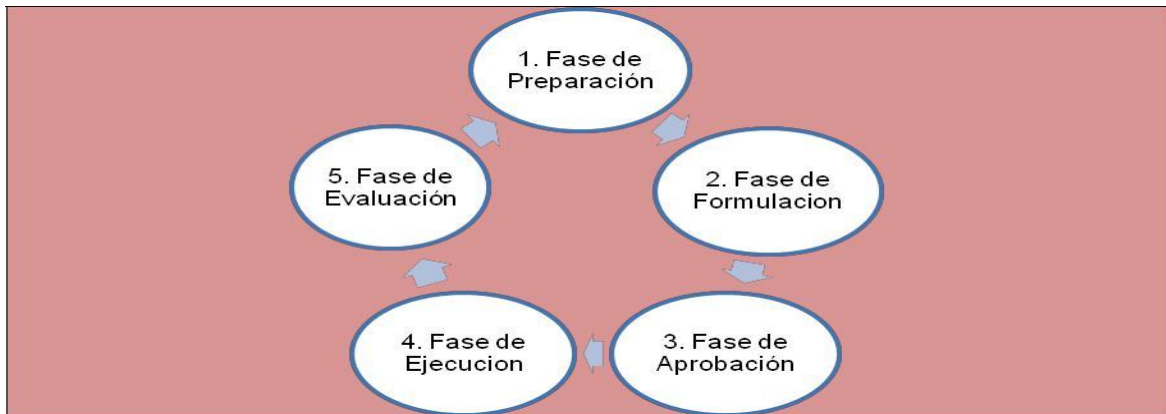 1. Fase de
Preparación
2. Fase de
Formulacion
3. Fase de
Aprobación
4. Fase de
Ejecucion
5. Fase de
Evaluación